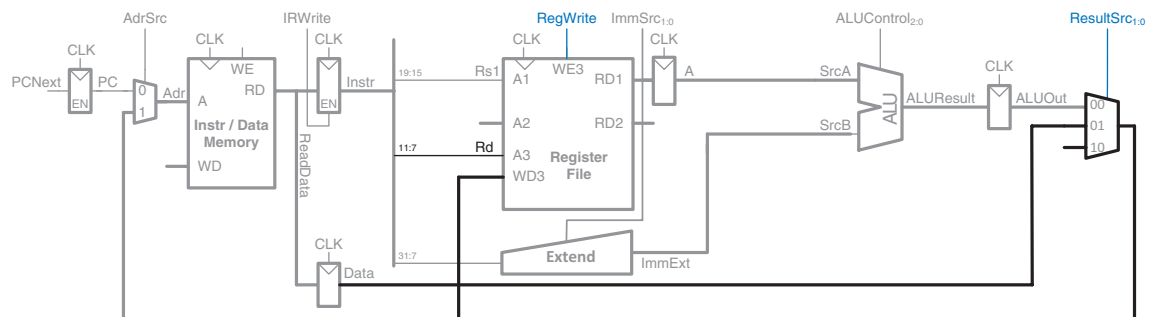 AdrSrc IRWrite RegWrite ImmSrc1:0 ALUControl2:0 ResultSrc1:0
CLK CLK CLK CLK CLK CLK CLK
PCNext PC EN 0 1 Adr
WE A RD Instr / Data Memory WD
EN Instr ReadData
19:15 Rs1 A1 WE3 RD1 A SrcA
A2 RD2 SrcB
11:7 Rd A3 Register File
WD3
ALU ALUResult ALUOut 00 01 10
31:7 Extend ImmExt
CLK Data